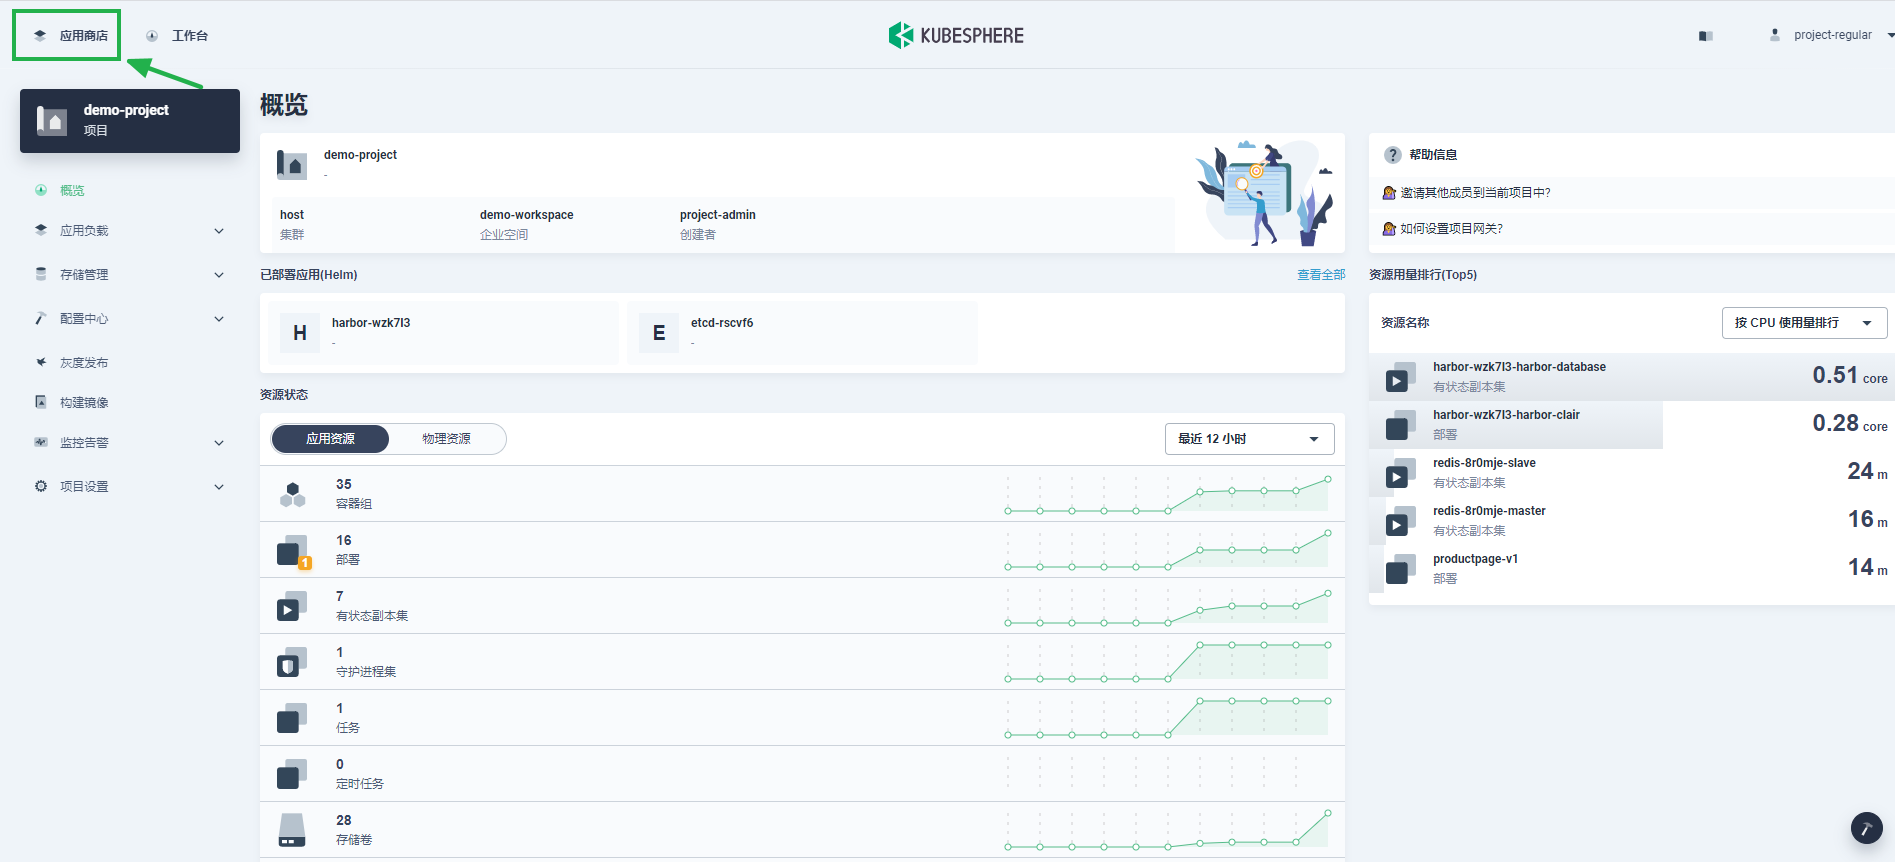 应用商店
工作台
KUBESPHERE
project-regular
demo-project
项目
概览
应用负载
存储管理
配置中心
灰度发布
构建镜像
监控告警
项目设置
概览
demo-project
-
host
集群
demo-workspace
企业空间
project-admin
创建者
已部署应用(Helm)
查看全部
H
harbor-wzk7l3
-
E
etcd-rscvf6
-
资源状态
应用资源
物理资源
最近 12 小时
35
容器组
16
部署
1
7
有状态副本集
1
守护进程集
1
任务
0
定时任务
28
存储卷
? 帮助信息
邀请其他成员到当前项目中?
如何设置项目网关?
资源用量排行(Top5)
资源名称
按 CPU 使用量排行
harbor-wzk7l3-harbor-database
有状态副本集
0.51 core
harbor-wzk7l3-harbor-clair
部署
0.28 core
redis-8r0mje-slave
有状态副本集
24 m
redis-8r0mje-master
有状态副本集
16 m
productpage-v1
部署
14 m